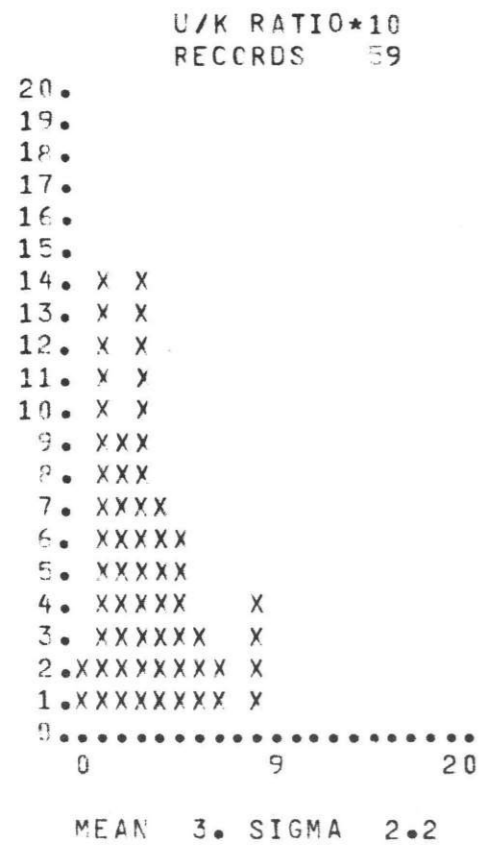 U/K RATIO*10
RECCRDS 59
20.
19.
18.
17.
16.
15.
14. X X
13. X X
12. X X
11. X X
10. X X
9. XXX
8. XXX
7. XXXX
6. XXXXX
5. XXXXX
4. XXXXX X
3. XXXXXX X
2.XXXXXXXX X
1.XXXXXXXX X
0......................
0 9 20
MEAN 3. SIGMA 2.2